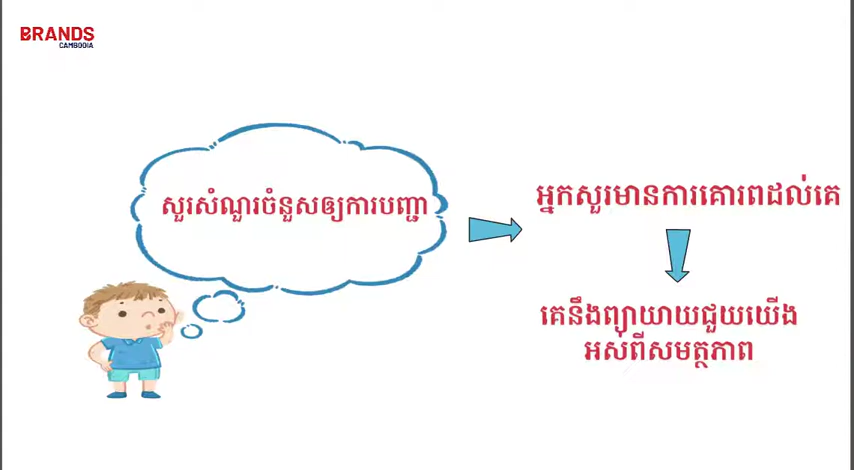 BRANDS
CAMBODIA
សួរសំណួរចំនួសឲ្យការបញ្ជា
អ្នកសួរមានការគោរពដល់គេ
គេនឹងព្យាយាយជួយយើង
អស់ពីសមត្ថភាព